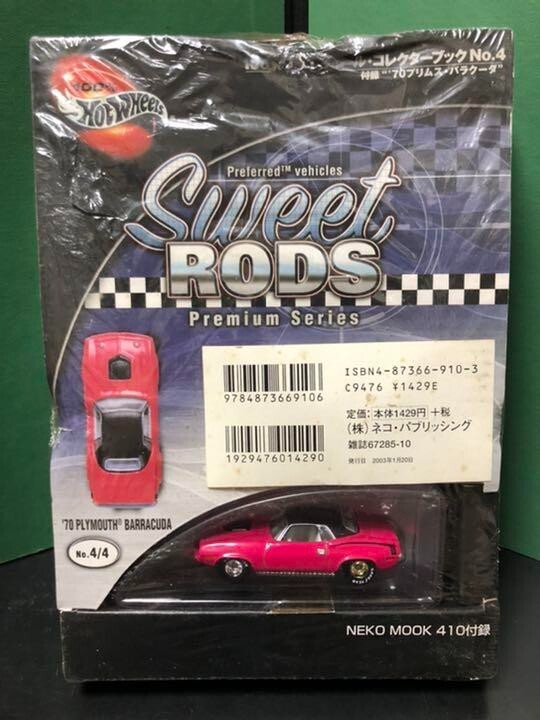 ル・コレクターブック No.4
付録 "'70プリムス・バラクーダ"
100%
Hot Wheels
Preferred™ vehicles
Sweet
RODS
Premium Series
ISBN4-87366-910-3
C9476 ¥1429E
9784873669106
定価：本体1429円 +税
(株) ネコ・パブリッシング
雑誌67285-10
1929476014290
発行日 2003年1月20日
'70 PLYMOUTH® BARRACUDA
No.4/4
NEKO MOOK 410付録